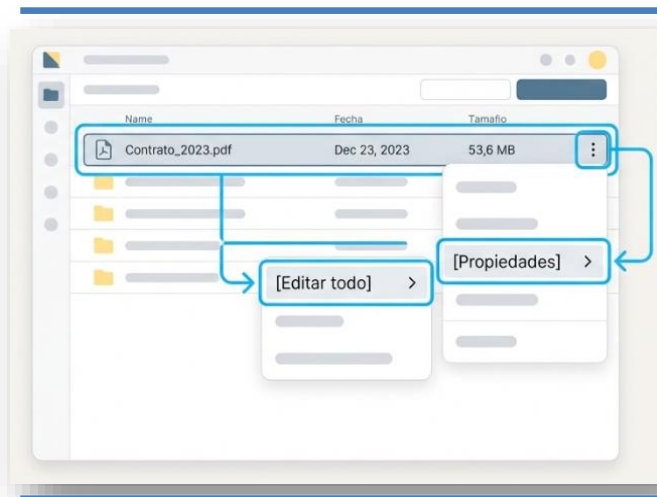 Name Fecha Tamaño
Contrato_2023.pdf Dec 23, 2023 53,6 MB
[Propiedades]
[Editar todo]